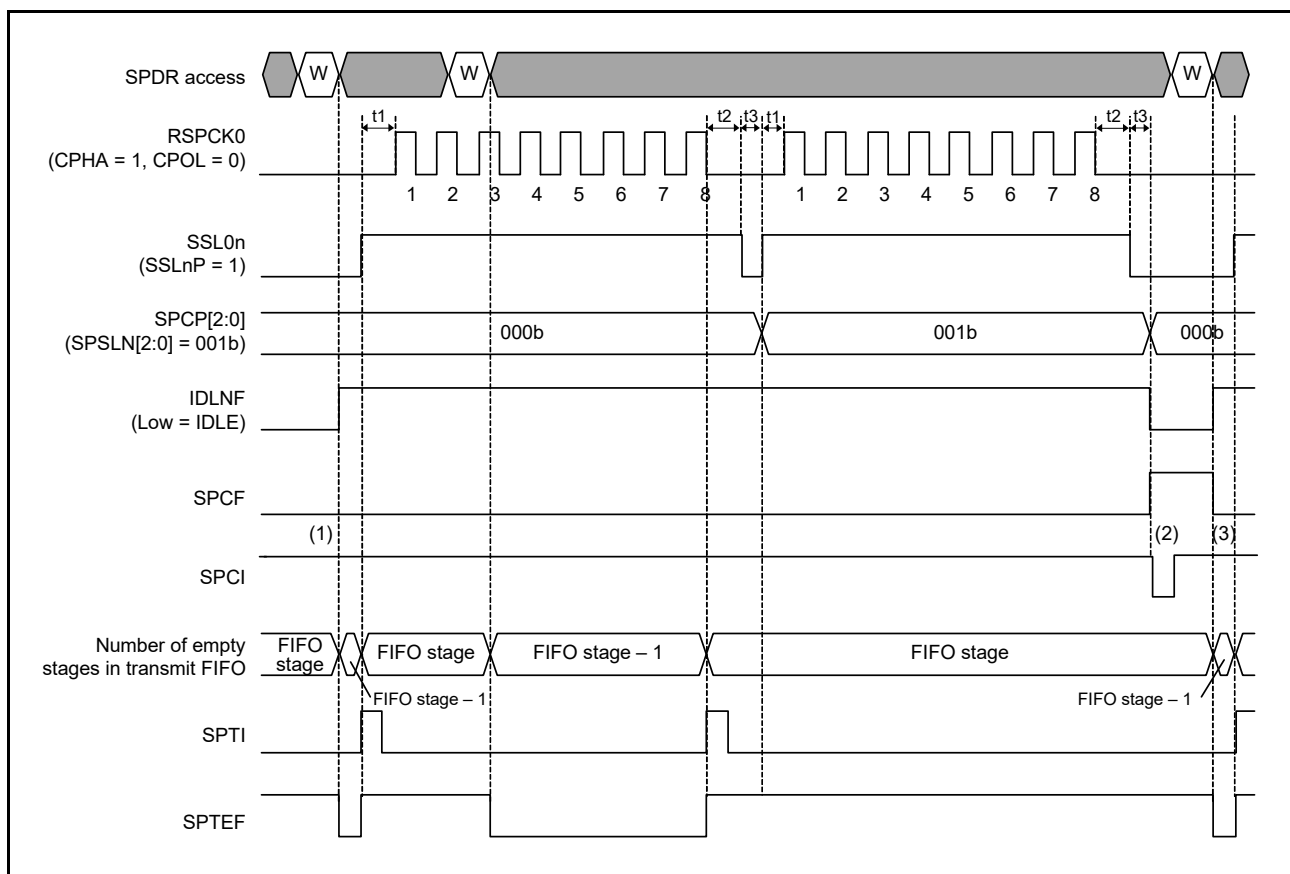 SPDR access
W
W
W
t1
t2
t3
t1
t2
t3
RSPCK0
(CPHA = 1, CPOL = 0)
1 2 3 4 5 6 7 8
1 2 3 4 5 6 7 8
SSL0n
(SSLnP = 1)
SPCP[2:0]
(SPSLN[2:0] = 001b)
000b
001b
000b
IDLNF
(Low = IDLE)
SPCF
(1)
(2)
(3)
SPCI
Number of empty
stages in transmit FIFO
FIFO
stage
FIFO stage
FIFO stage – 1
FIFO stage
FIFO stage – 1
FIFO stage – 1
SPTI
SPTEF